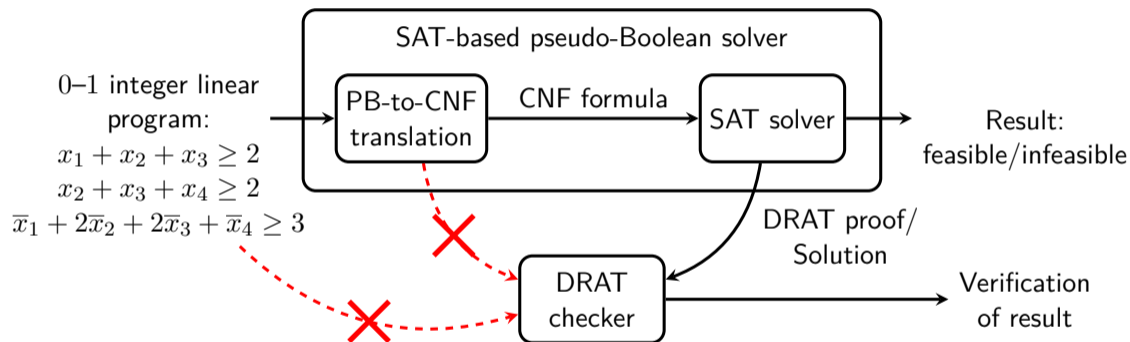 SAT-based pseudo-Boolean solver
0–1 integer linear
program:
x₁ + x₂ + x₃ ≥ 2
x₂ + x₃ + x₄ ≥ 2
x̅₁ + 2x̅₂ + 2x̅₃ + x̅₄ ≥ 3
PB-to-CNF
translation
CNF formula
SAT solver
Result:
feasible/infeasible
DRAT proof/
Solution
DRAT
checker
Verification
of result